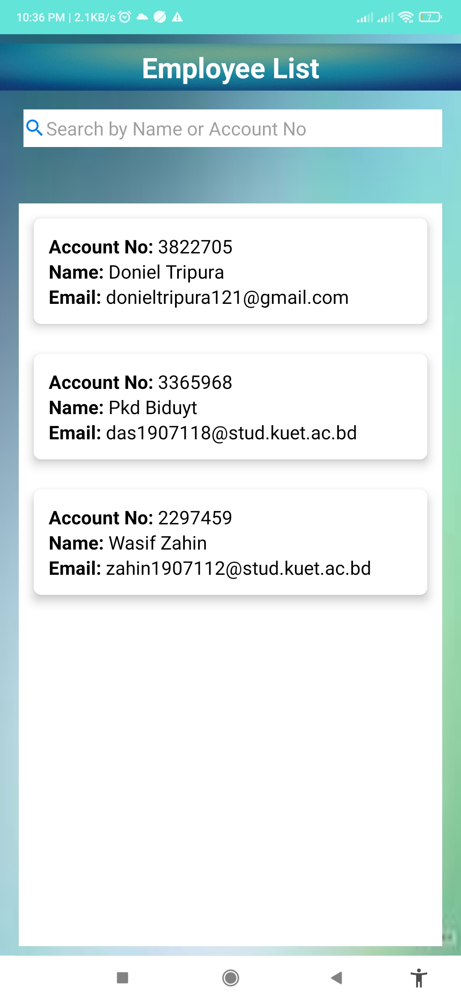 10:36 PM | 2.1KB/s
7
Employee List
Search by Name or Account No
Account No: 3822705
Name: Doniel Tripura
Email: donieltripura121@gmail.com
Account No: 3365968
Name: Pkd Biduyt
Email: das1907118@stud.kuet.ac.bd
Account No: 2297459
Name: Wasif Zahin
Email: zahin1907112@stud.kuet.ac.bd